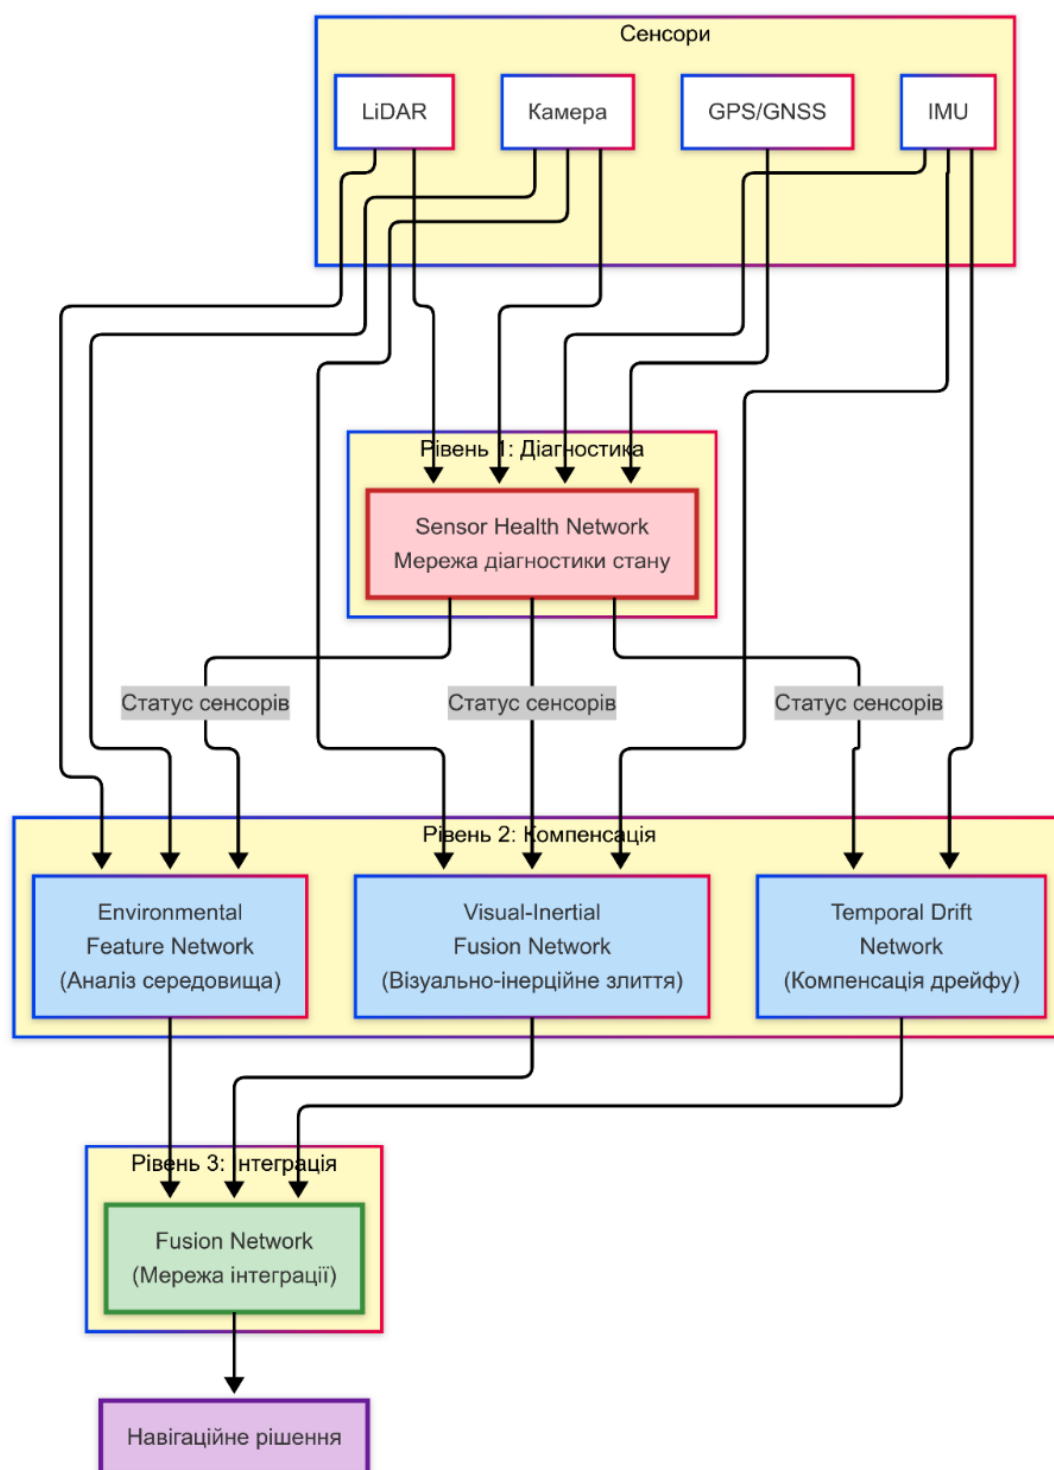 Сенсори
LiDAR
Камера
GPS/GNSS
IMU
Рівень 1: Діагностика
Sensor Health Network
Мережа діагностики стану
Статус сенсорів
Статус сенсорів
Статус сенсорів
Рівень 2: Компенсація
Environmental
Feature Network
(Аналіз середовища)
Visual-Inertial
Fusion Network
(Візуально-інерційне злиття)
Temporal Drift
Network
(Компенсація дрейфу)
Рівень 3: Інтеграція
Fusion Network
(Мережа інтеграції)
Навігаційне рішення